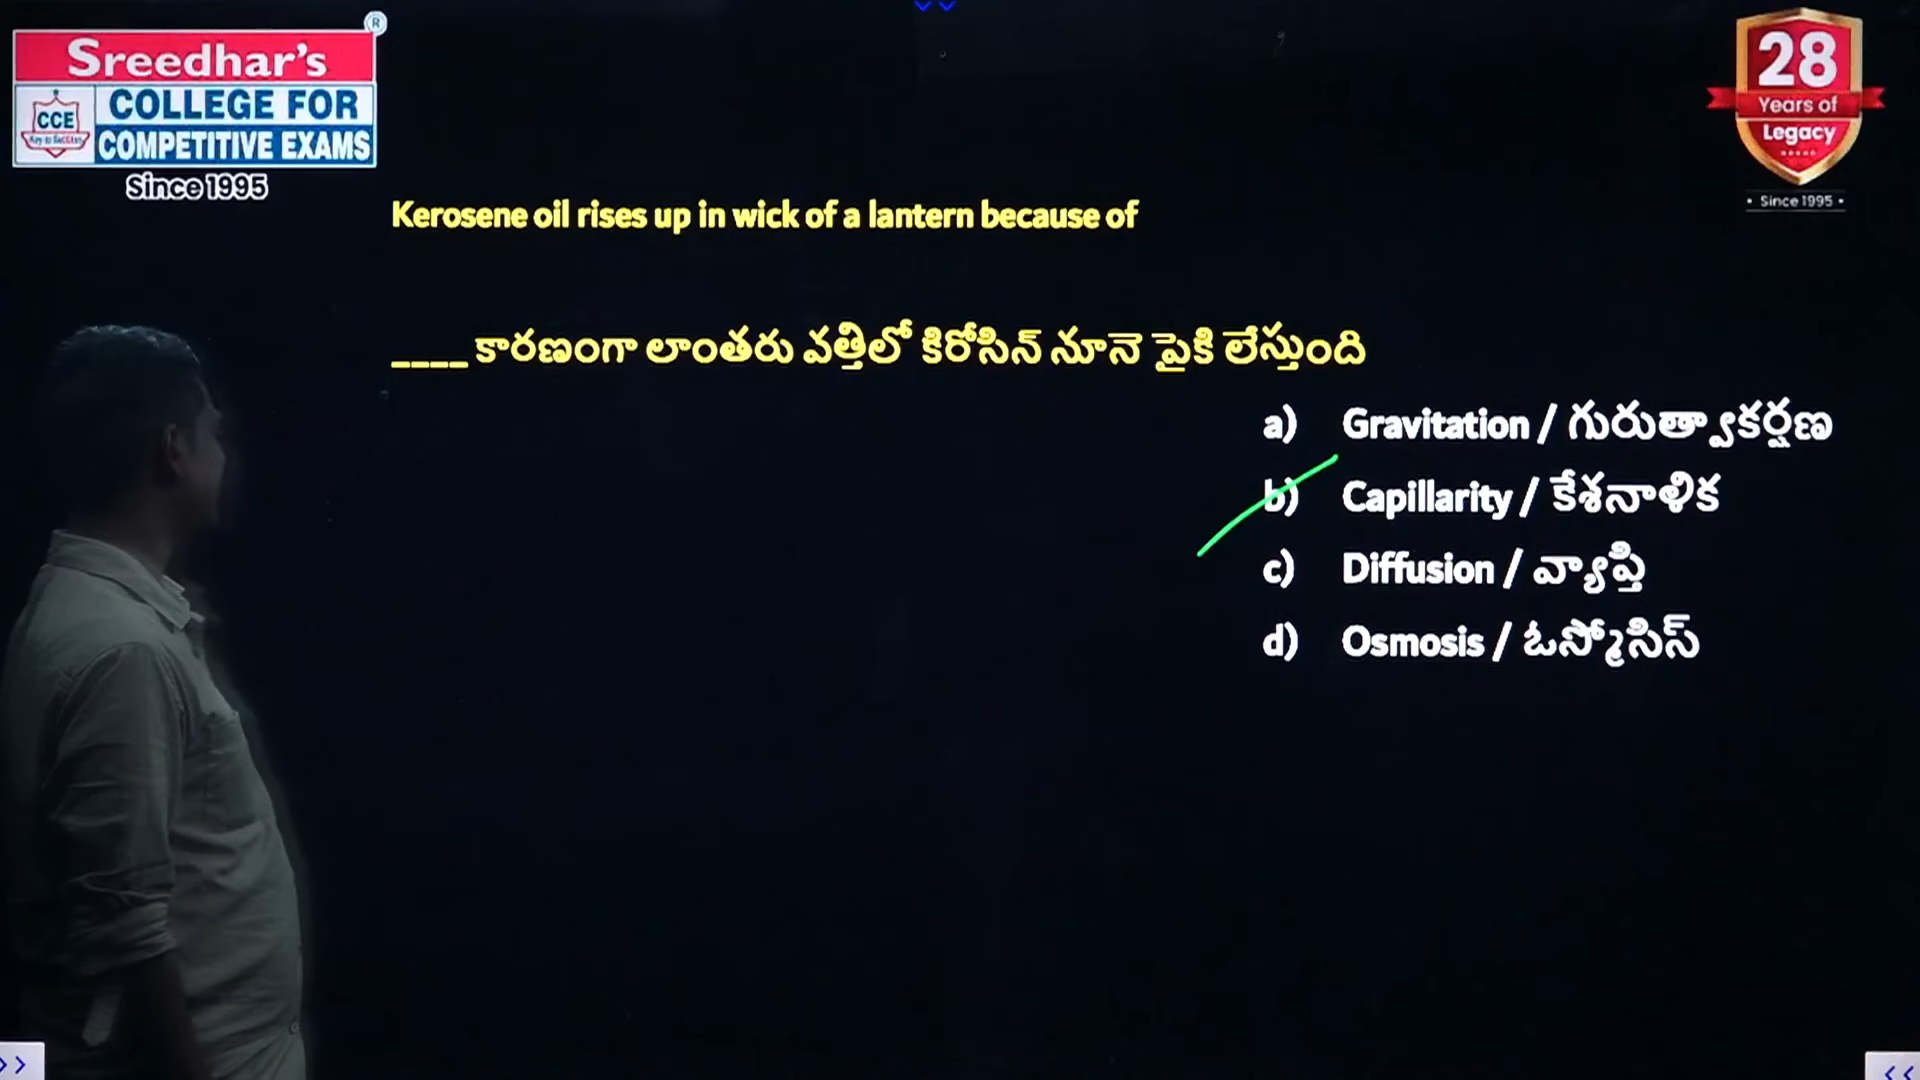 Sreedhar's
®
CCE
COLLEGE FOR
COMPETITIVE EXAMS
Since 1995
28
Years of
Legacy
• Since 1995 •
Kerosene oil rises up in wick of a lantern because of
____ కారణంగా లాంతరు వత్తిలో కిరోసిన్ నూనె పైకి లేస్తుంది
a) Gravitation / గురుత్వాకర్షణ
b) Capillarity / కేశనాళిక
c) Diffusion / వ్యాప్తి
d) Osmosis / ఓస్మోసిస్